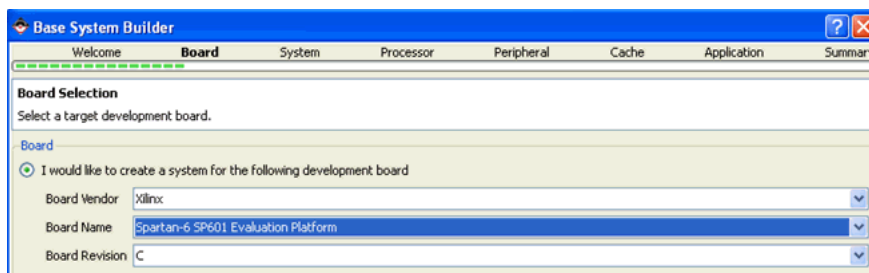 Base System Builder
Welcome Board System Processor Peripheral Cache Application Summar
Board Selection
Select a target development board.
Board
I would like to create a system for the following development board
Board Vendor Xilinx
Board Name Spartan-6 SP601 Evaluation Platform
Board Revision C